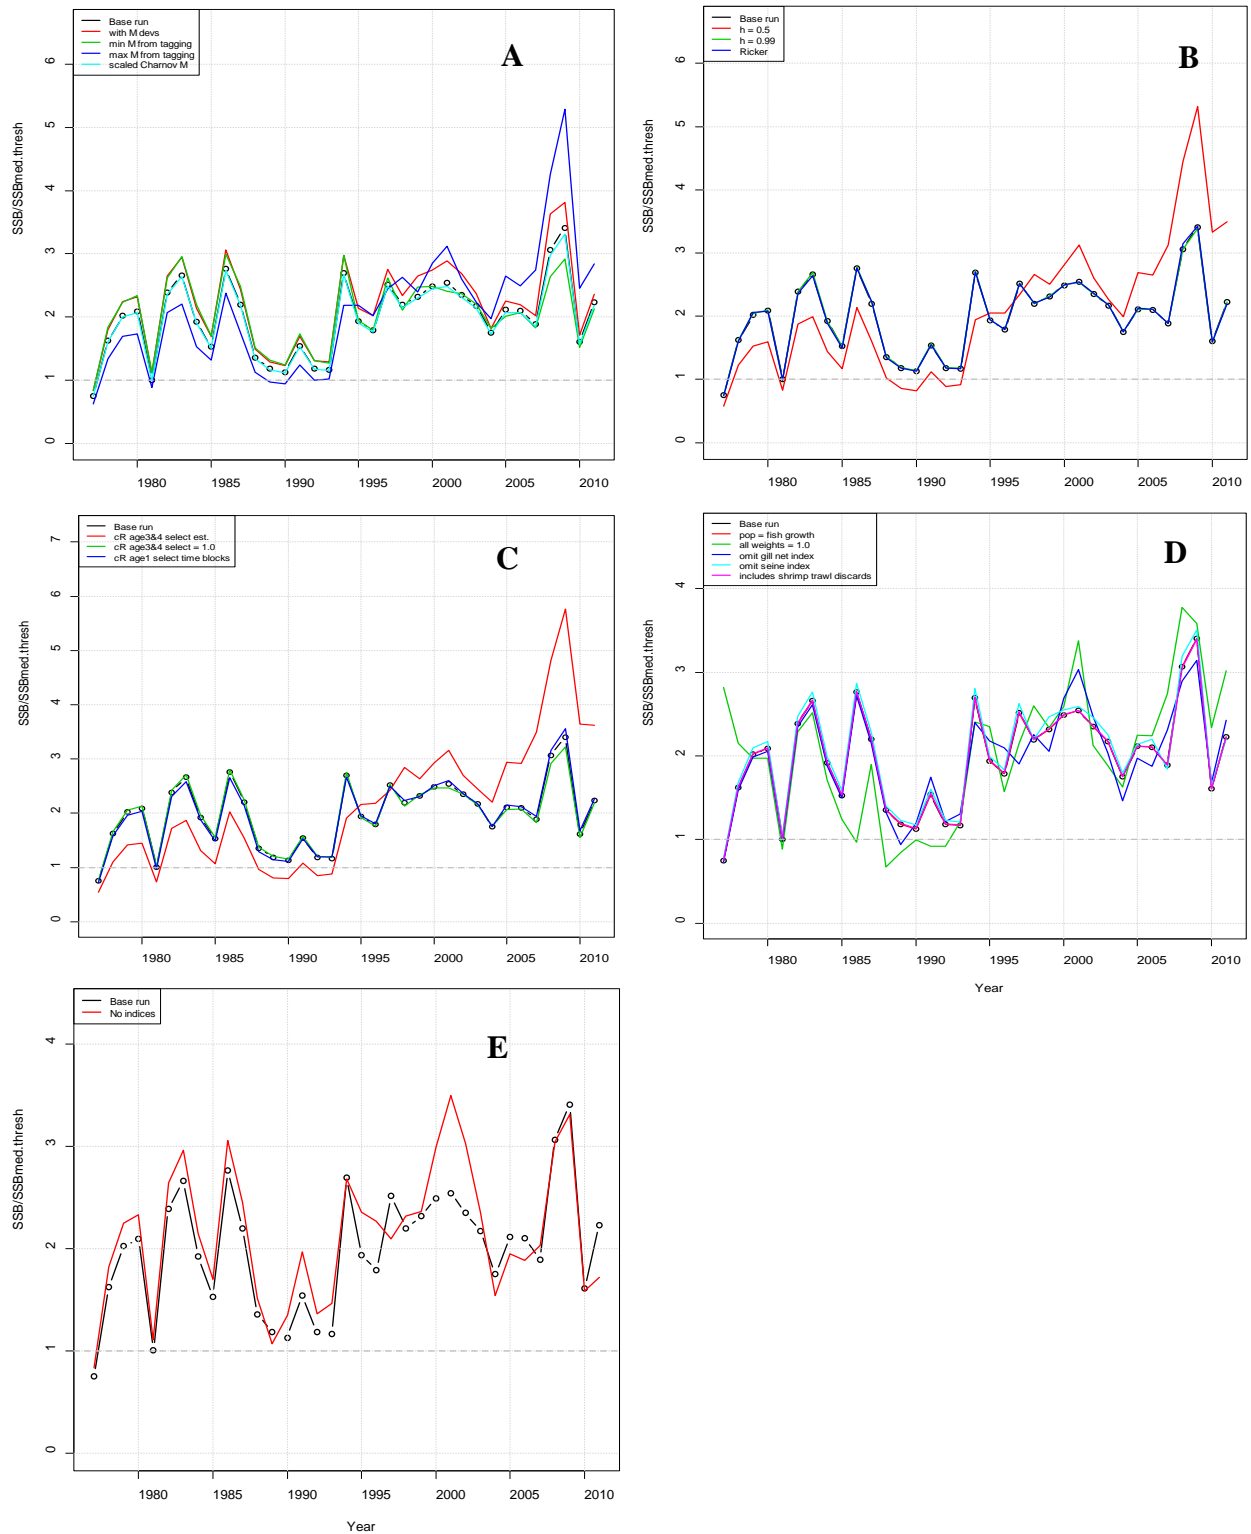 Base run
with M devs
min M from tagging
max M from tagging
scaled Charnov M
A
SSB/SSBmed.thresh
6
5
4
3
2
1
0
1980 1985 1990 1995 2000 2005 2010
Base run
h = 0.5
h = 0.99
Ricker
B
SSB/SSBmed.thresh
6
5
4
3
2
1
0
1980 1985 1990 1995 2000 2005 2010
Base run
cR age3&4 select est.
cR age3&4 select = 1.0
cR age1 select time blocks
C
SSB/SSBmed.thresh
7
6
5
4
3
2
1
0
1980 1985 1990 1995 2000 2005 2010
Base run
pop = fish growth
all weights = 1.0
omit gill net index
omit seine index
includes shrimp trawl discards
D
SSB/SSBmed.thresh
4
3
2
1
0
1980 1985 1990 1995 2000 2005 2010
Year
Base run
No indices
E
SSB/SSBmed.thresh
4
3
2
1
0
1980 1985 1990 1995 2000 2005 2010
Year